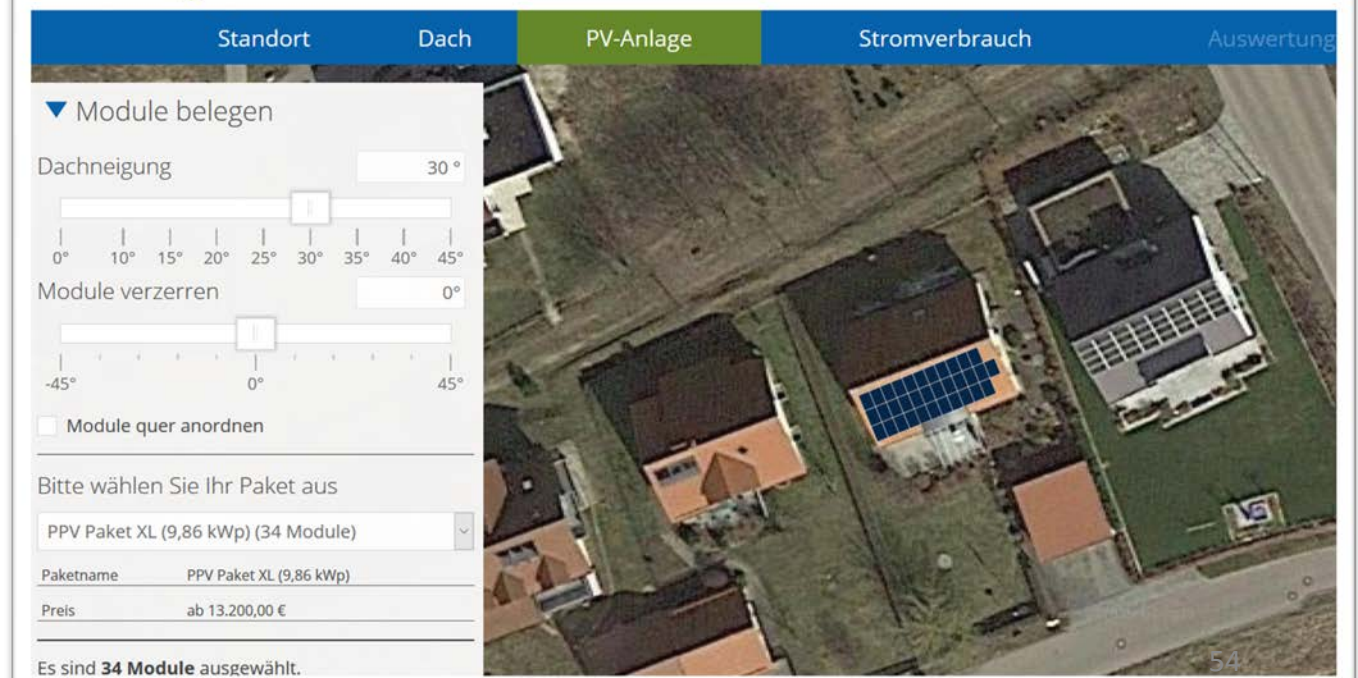 Standort Dach PV-Anlage Stromverbrauch Auswertung
▼ Module belegen
Dachneigung 30 °
0° 10° 15° 20° 25° 30° 35° 40° 45°
Module verzerren 0°
-45° 0° 45°
Module quer anordnen
Bitte wählen Sie Ihr Paket aus
PPV Paket XL (9,86 kWp) (34 Module)
Paketname PPV Paket XL (9,86 kWp)
Preis ab 13.200,00 €
Es sind 34 Module ausgewählt.
54